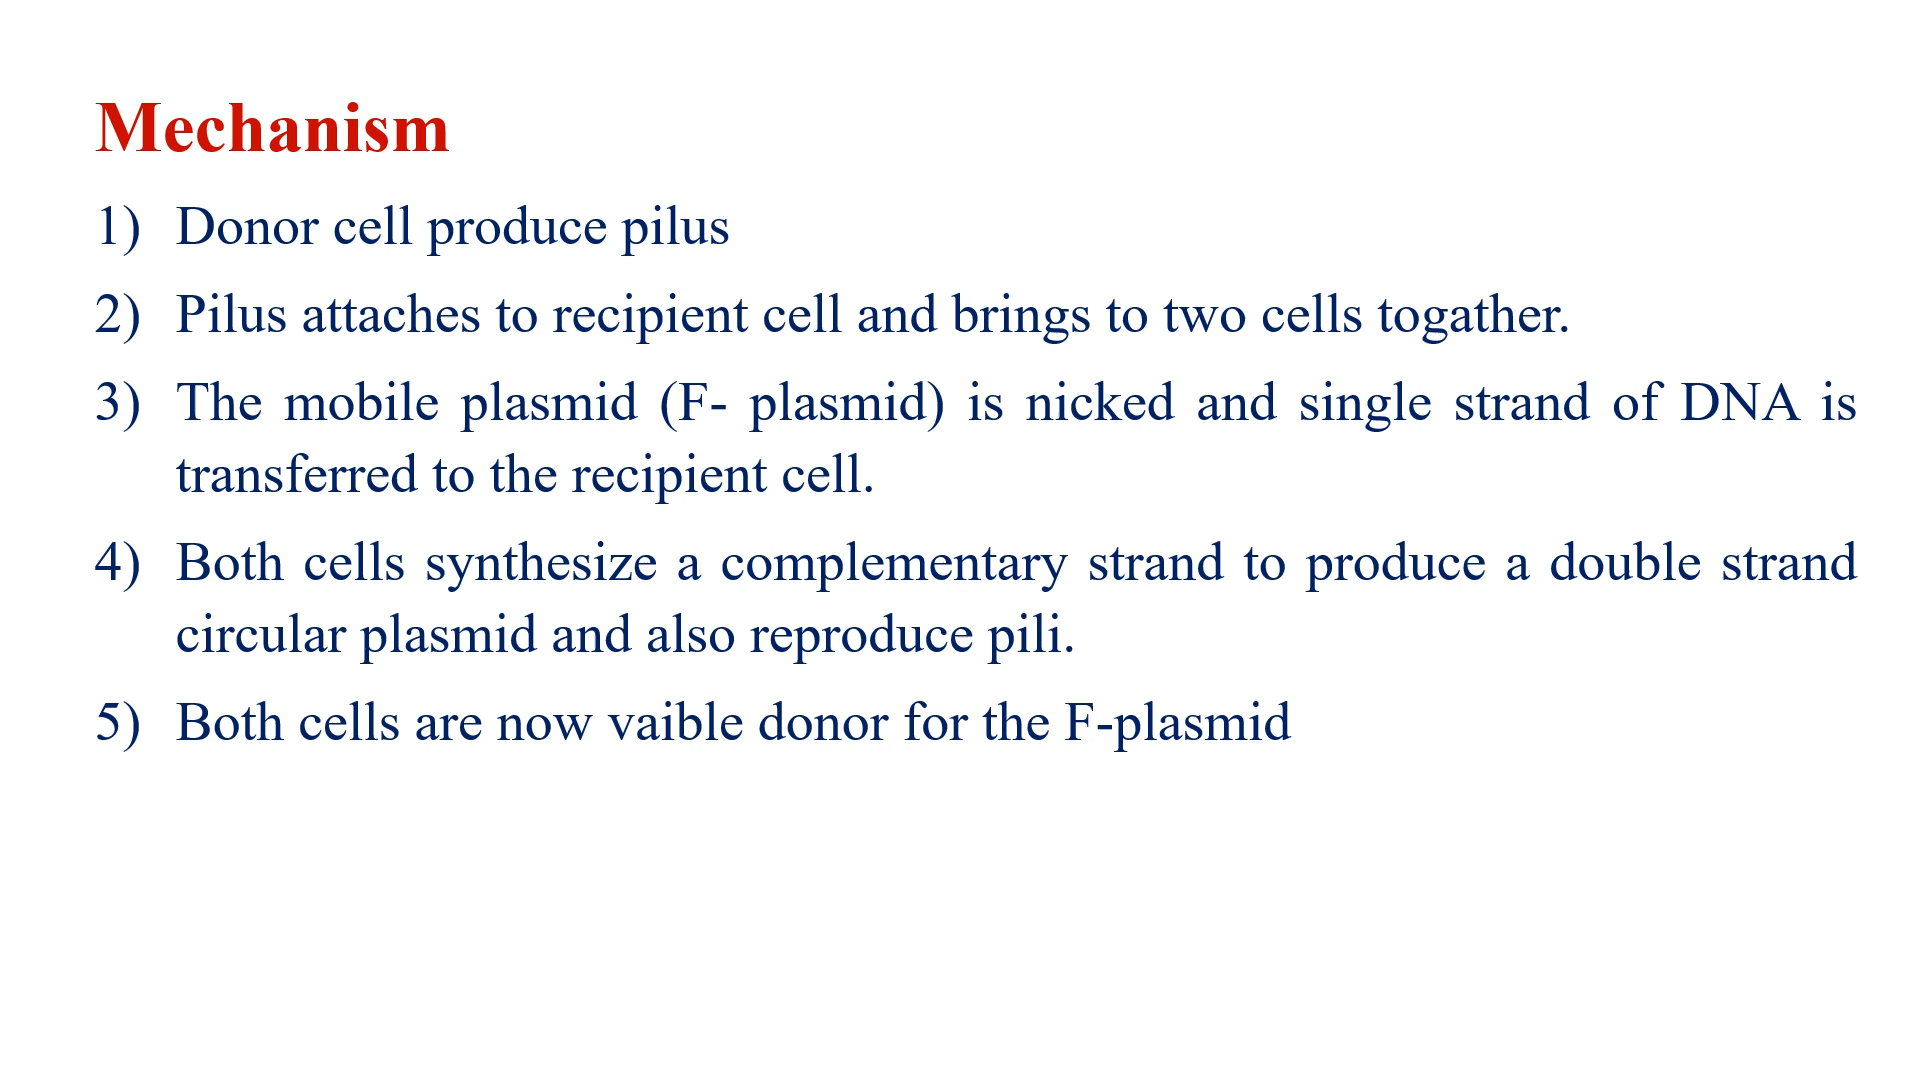 Mechanism
1) Donor cell produce pilus
2) Pilus attaches to recipient cell and brings to two cells togather.
3) The mobile plasmid (F- plasmid) is nicked and single strand of DNA is
transferred to the recipient cell.
4) Both cells synthesize a complementary strand to produce a double strand
circular plasmid and also reproduce pili.
5) Both cells are now vaible donor for the F-plasmid